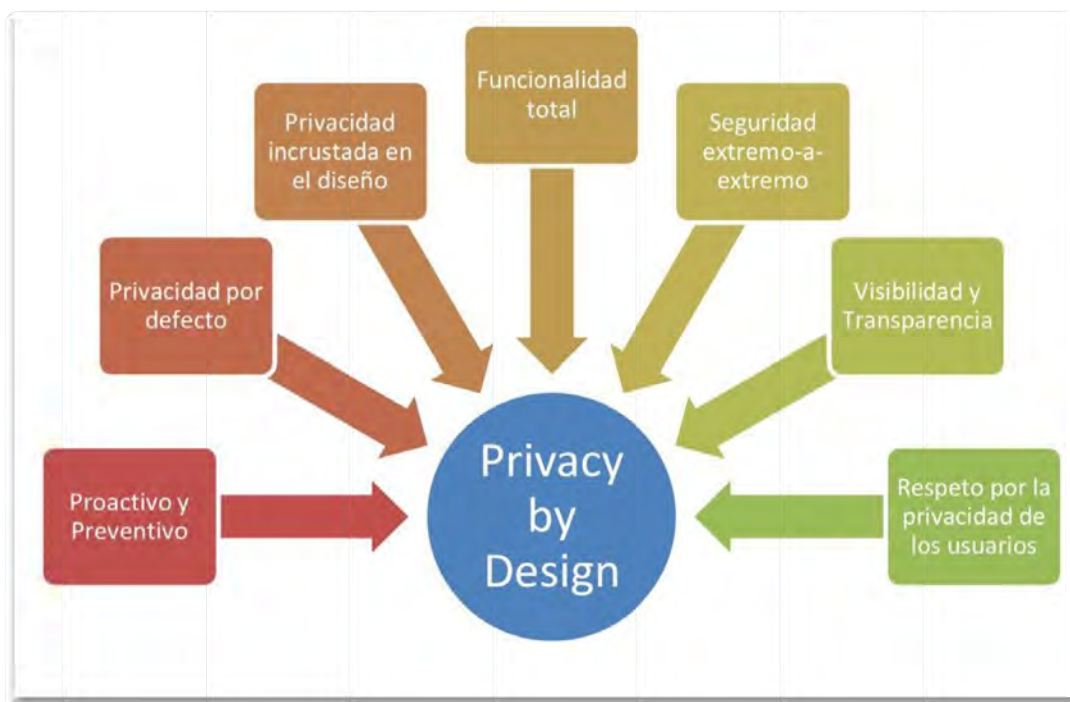 Proactivo y
Preventivo
Privacidad por
defecto
Privacidad
incrustada en
el diseño
Funcionalidad
total
Seguridad
extremo-a-
extremo
Visibilidad y
Transparencia
Respeto por la
privacidad de
los usuarios
Privacy
by
Design